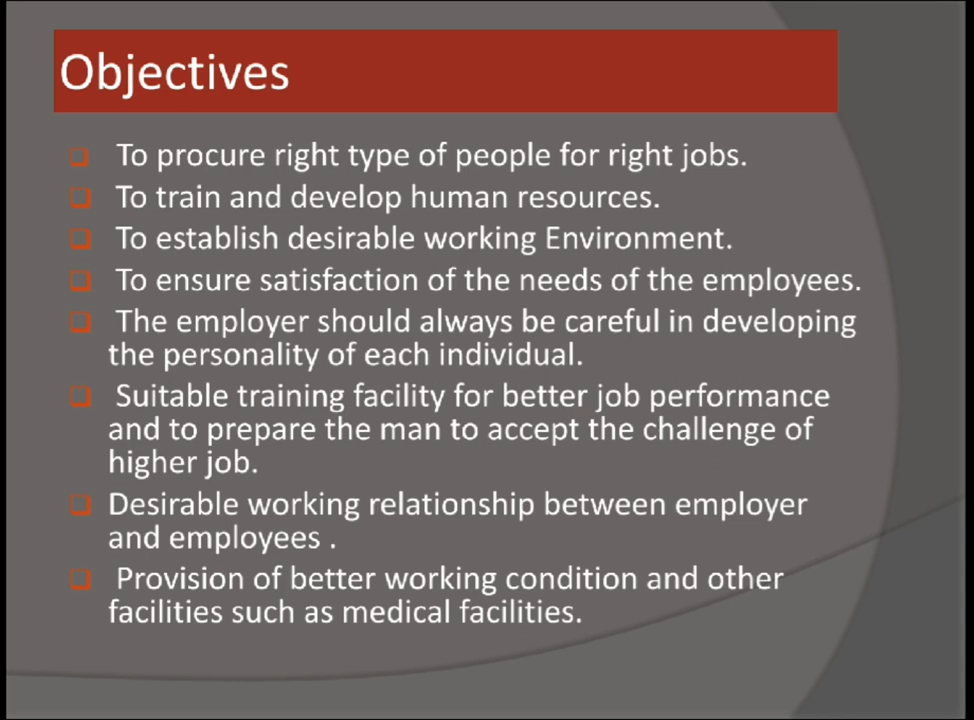 Objectives
To procure right type of people for right jobs.
To train and develop human resources.
To establish desirable working Environment.
To ensure satisfaction of the needs of the employees.
The employer should always be careful in developing
the personality of each individual.
Suitable training facility for better job performance
and to prepare the man to accept the challenge of
higher job.
Desirable working relationship between employer
and employees .
Provision of better working condition and other
facilities such as medical facilities.